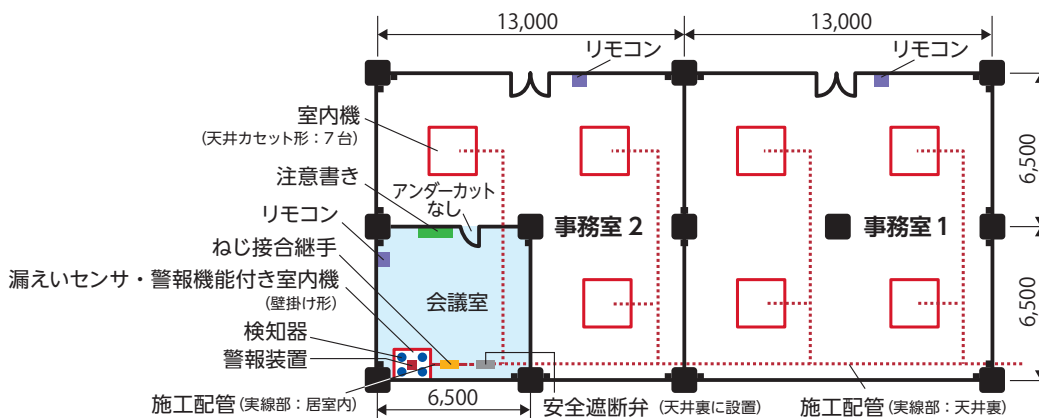 13,000
13,000
リモコン
リモコン
室内機
(天井カセット形：7台)
注意書き
アンダーカット
なし
リモコン
ねじ接合継手
漏えいセンサ・警報機能付き室内機
(壁掛け形)
検知器
警報装置
会議室
事務室2
事務室1
6,500
6,500
施工配管(実線部：居室内)
6,500
安全遮断弁(天井裏に設置)
施工配管(実線部：天井裏)